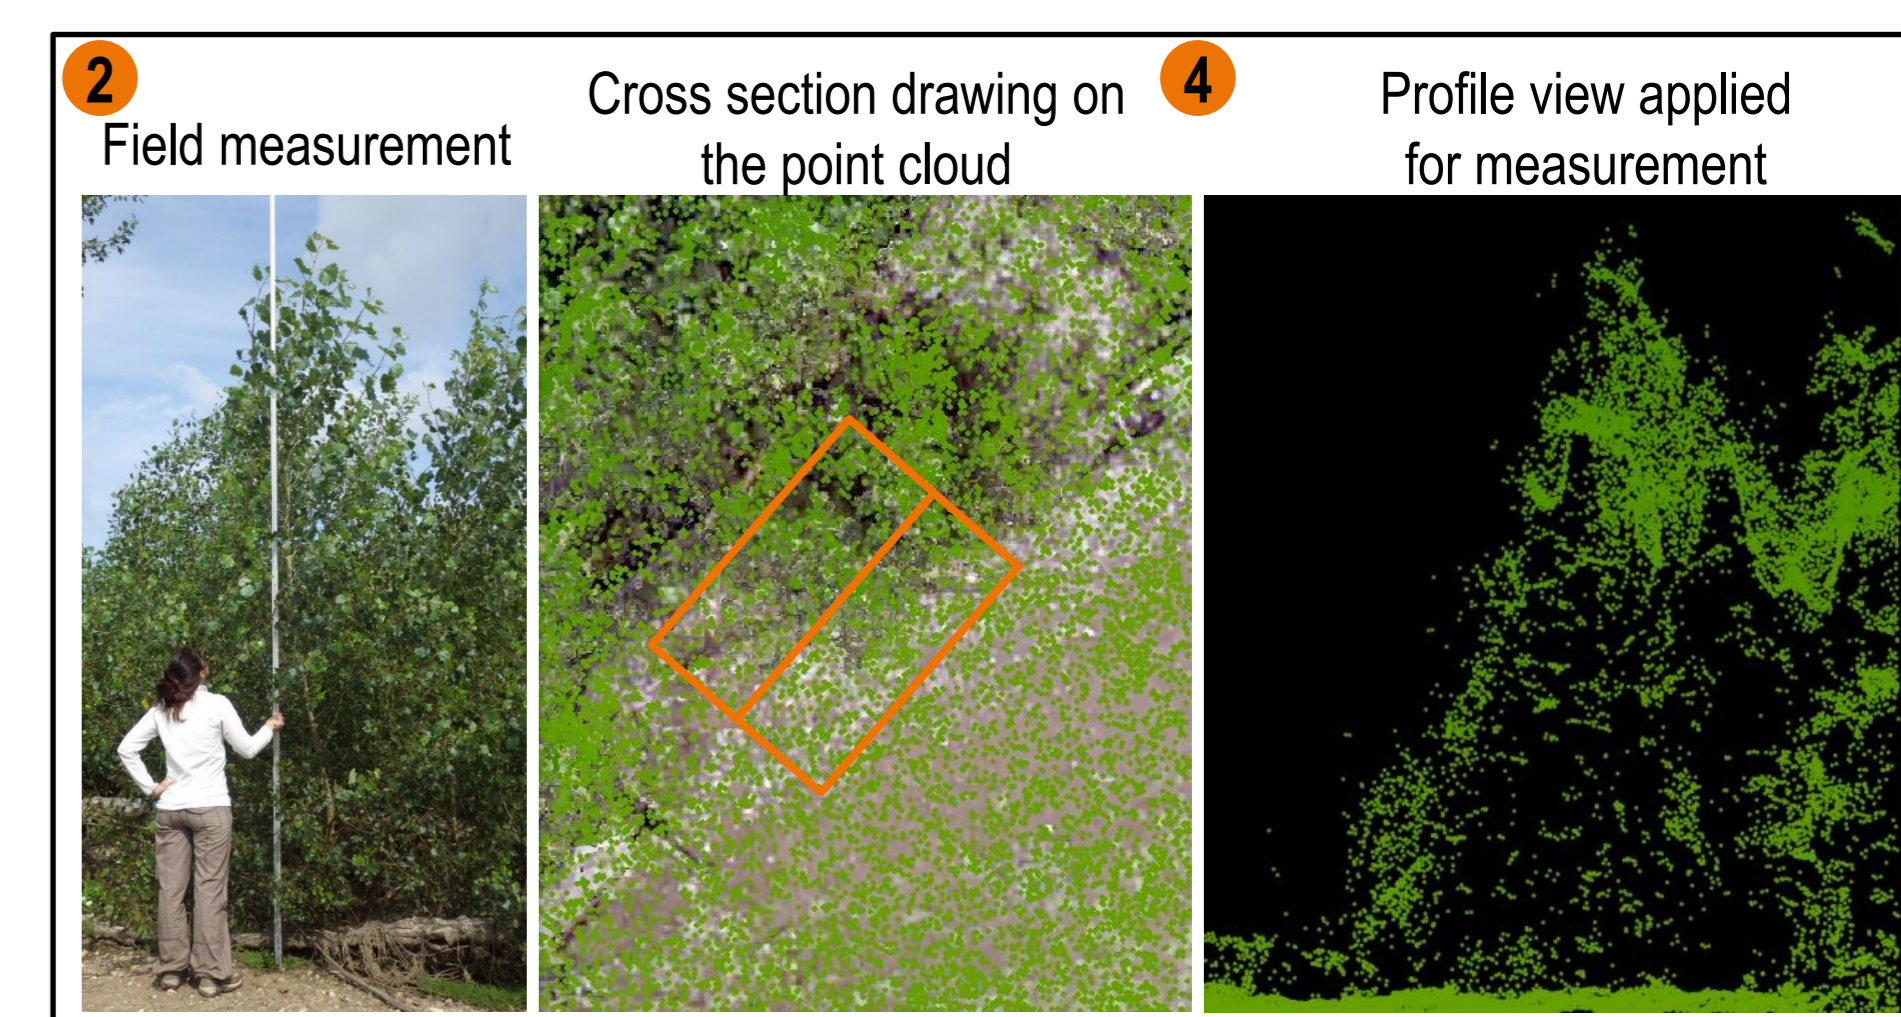 2
Field measurement
Cross section drawing on
the point cloud
4
Profile view applied
for measurement